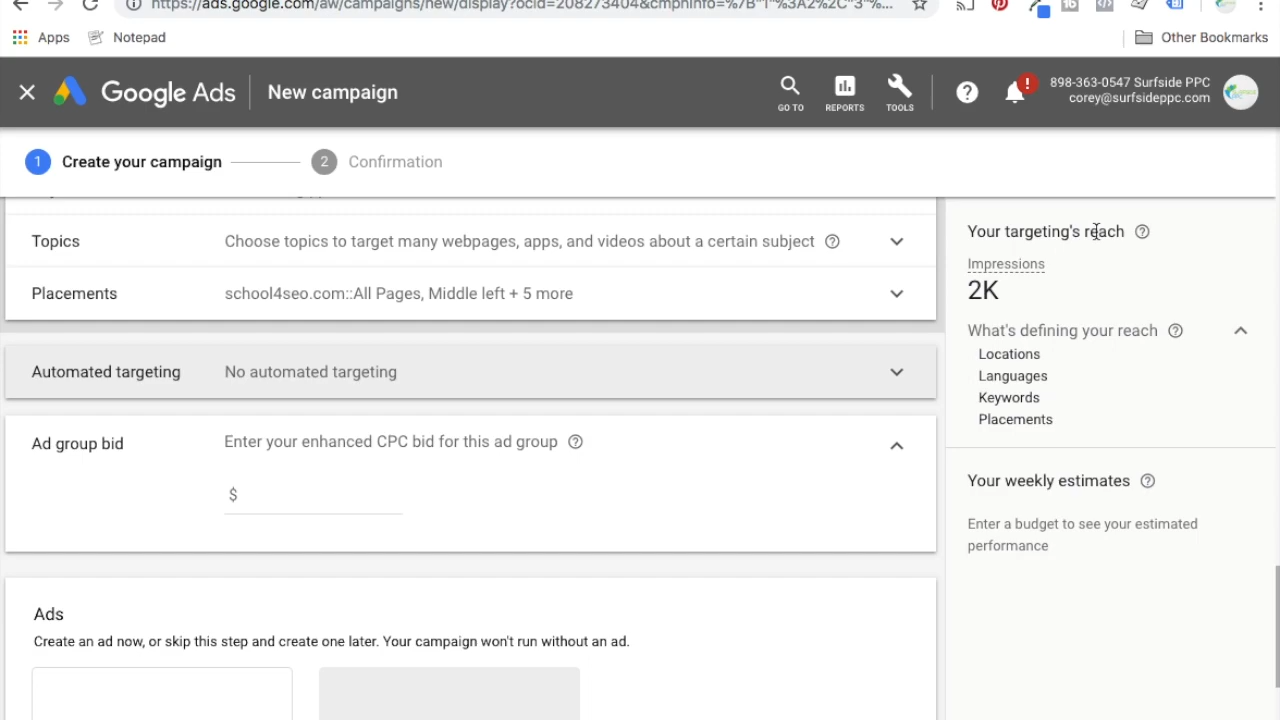 https://ads.google.com/aw/campaigns/new/display?ocid=208273404&cmpnInfo=%7B"1"%3A2%2C"3"%...
Apps
Notepad
Other Bookmarks
Google Ads
New campaign
GO TO
REPORTS
TOOLS
!
898-363-0547 Surfside PPC
corey@surfsideppc.com
1
Create your campaign
2
Confirmation
Topics
Choose topics to target many webpages, apps, and videos about a certain subject
Placements
school4seo.com::All Pages, Middle left + 5 more
Automated targeting
No automated targeting
Ad group bid
Enter your enhanced CPC bid for this ad group
$
Ads
Create an ad now, or skip this step and create one later. Your campaign won't run without an ad.
Your targeting's reach
Impressions
2K
What's defining your reach
Locations
Languages
Keywords
Placements
Your weekly estimates
Enter a budget to see your estimated
performance